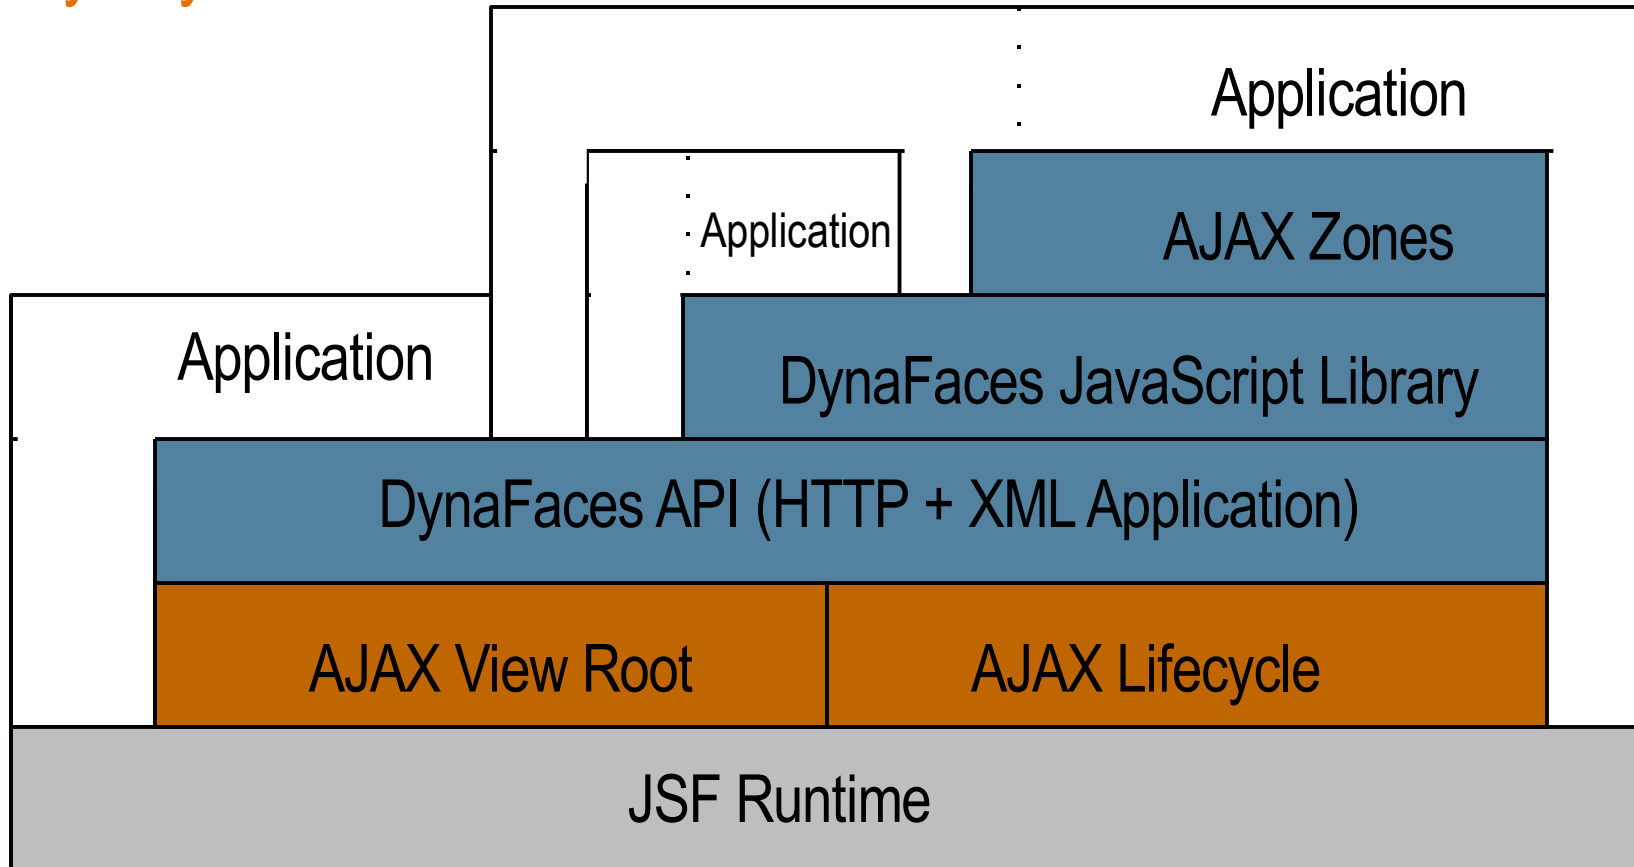 Application
Application
AJAX Zones
Application
DynaFaces JavaScript Library
DynaFaces API (HTTP + XML Application)
AJAX View Root
AJAX Lifecycle
JSF Runtime